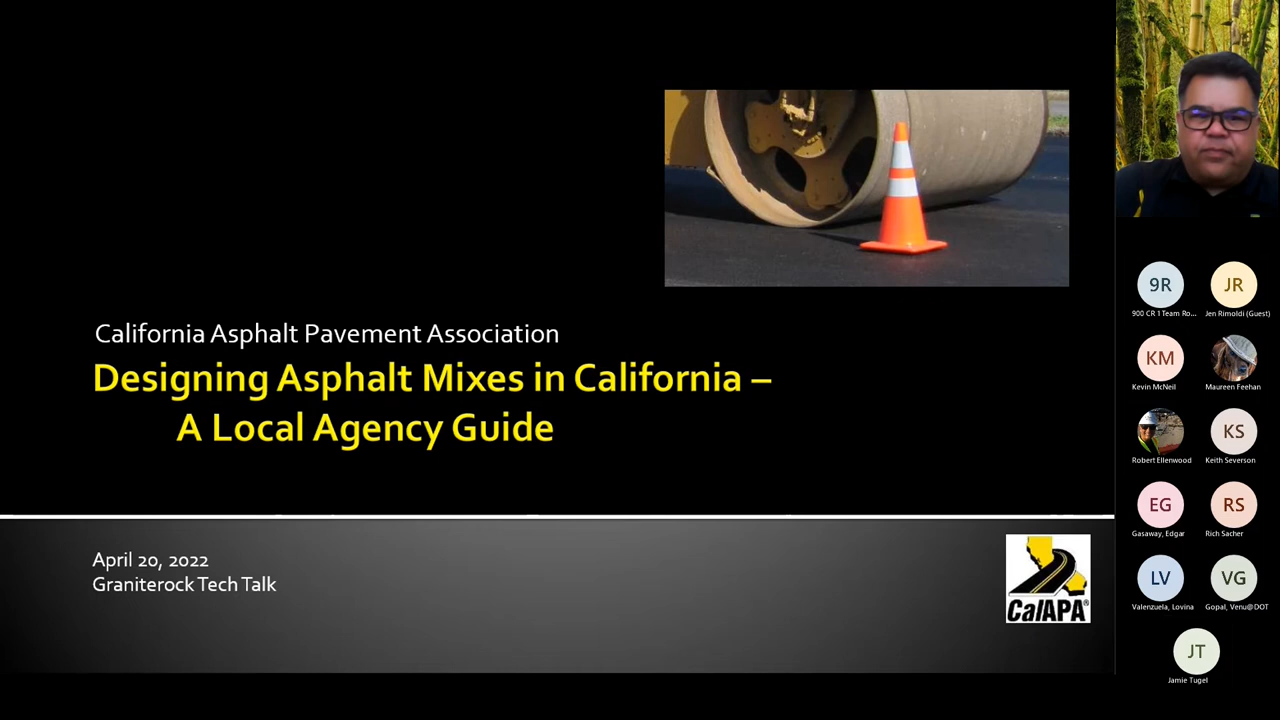 California Asphalt Pavement Association
Designing Asphalt Mixes in California –
A Local Agency Guide
April 20, 2022
Graniterock Tech Talk
CalAPA
9R
JR
900 CR 1 Team Ro...
Jen Rimoldi (Guest)
KM
Kevin McNeil
Maureen Feehan
KS
Robert Ellenwood
Keith Severson
EG
RS
Gasaway, Edgar
Rich Sacher
LV
VG
Valenzuela, Lovina
Gopal, Venu@DOT
JT
Jamie Tugel